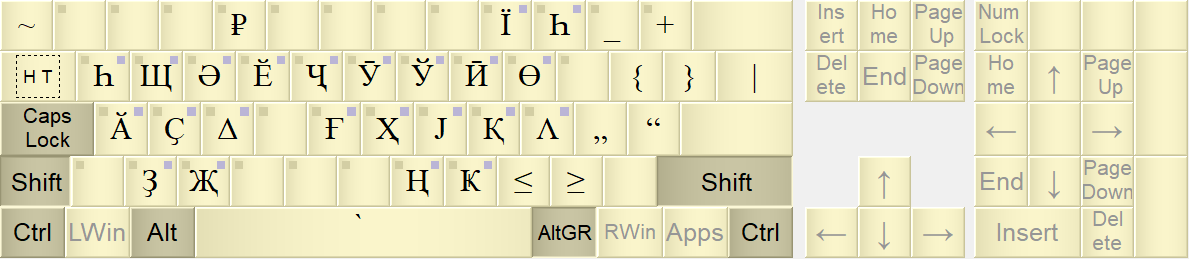 ~ ₽ Ї Һ _ + Ins ert Ho me Page Up Num Lock
НТ Һ Щ Ә Ӗ Ҷ Ӯ Ў Ӣ Ө { } | Del ete End Page Down Ho me ↑ Page Up
Caps Lock Ӑ Ҫ Δ Ғ Ҳ Ј Қ Λ „ “ ← →
Shift Ҙ Җ Ң Ҝ ≤ ≥ Shift ↑ End ↓ Page Down
Ctrl LWin Alt ` AltGR RWin Apps Ctrl ← ↓ → Insert Del ete